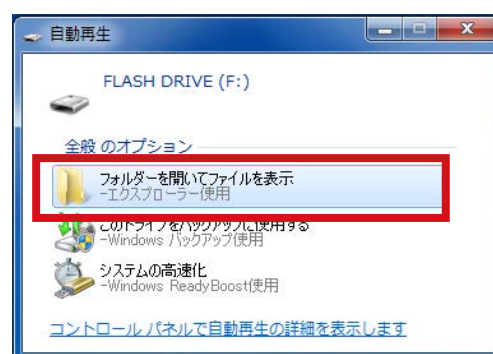 自動再生
FLASH DRIVE (F:)
全般 のオプション
フォルダーを開いてファイルを表示
-エクスプローラー使用
このドライブをバックアップに使用する
-Windows バックアップ使用
システムの高速化
-Windows ReadyBoost使用
コントロール パネルで自動再生の詳細を表示します